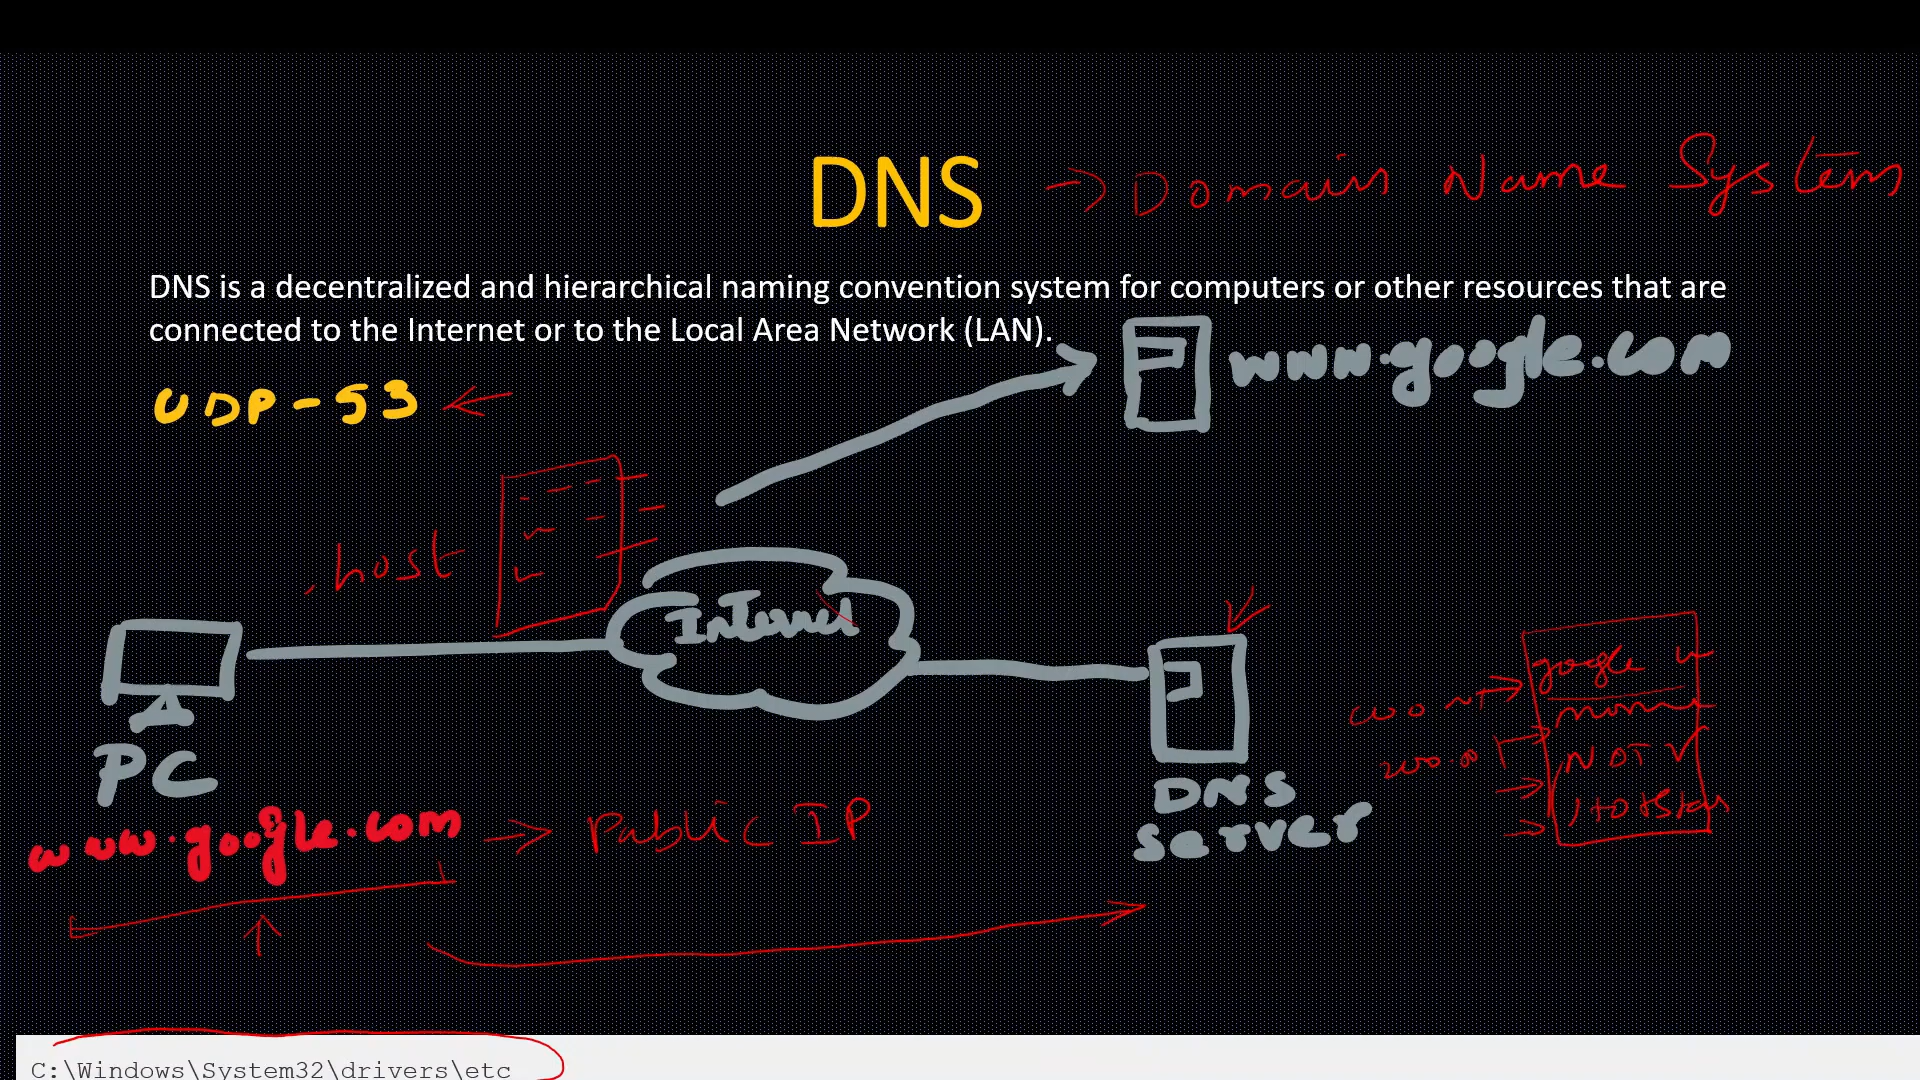 DNS → Domain Name System
DNS is a decentralized and hierarchical naming convention system for computers or other resources that are
connected to the Internet or to the Local Area Network (LAN).
www.google.com
UDP-53
.host
Internet
google
NOT
Hotstar
PC
DNS
server
www.google.com → Public IP
C:\Windows\System32\drivers\etc